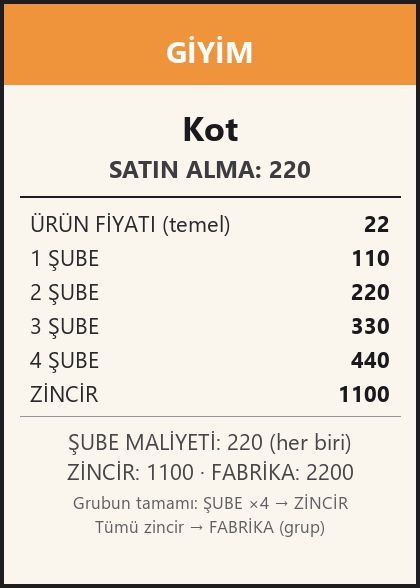 GİYİM
Kot
SATIN ALMA: 220
ÜRÜN FİYATI (temel) 22
1 ŞUBE 110
2 ŞUBE 220
3 ŞUBE 330
4 ŞUBE 440
ZİNCİR 1100
ŞUBE MALİYETİ: 220 (her biri)
ZİNCİR: 1100 · FABRİKA: 2200
Grubun tamamı: ŞUBE ×4 → ZİNCİR
Tümü zincir → FABRİKA (grup)